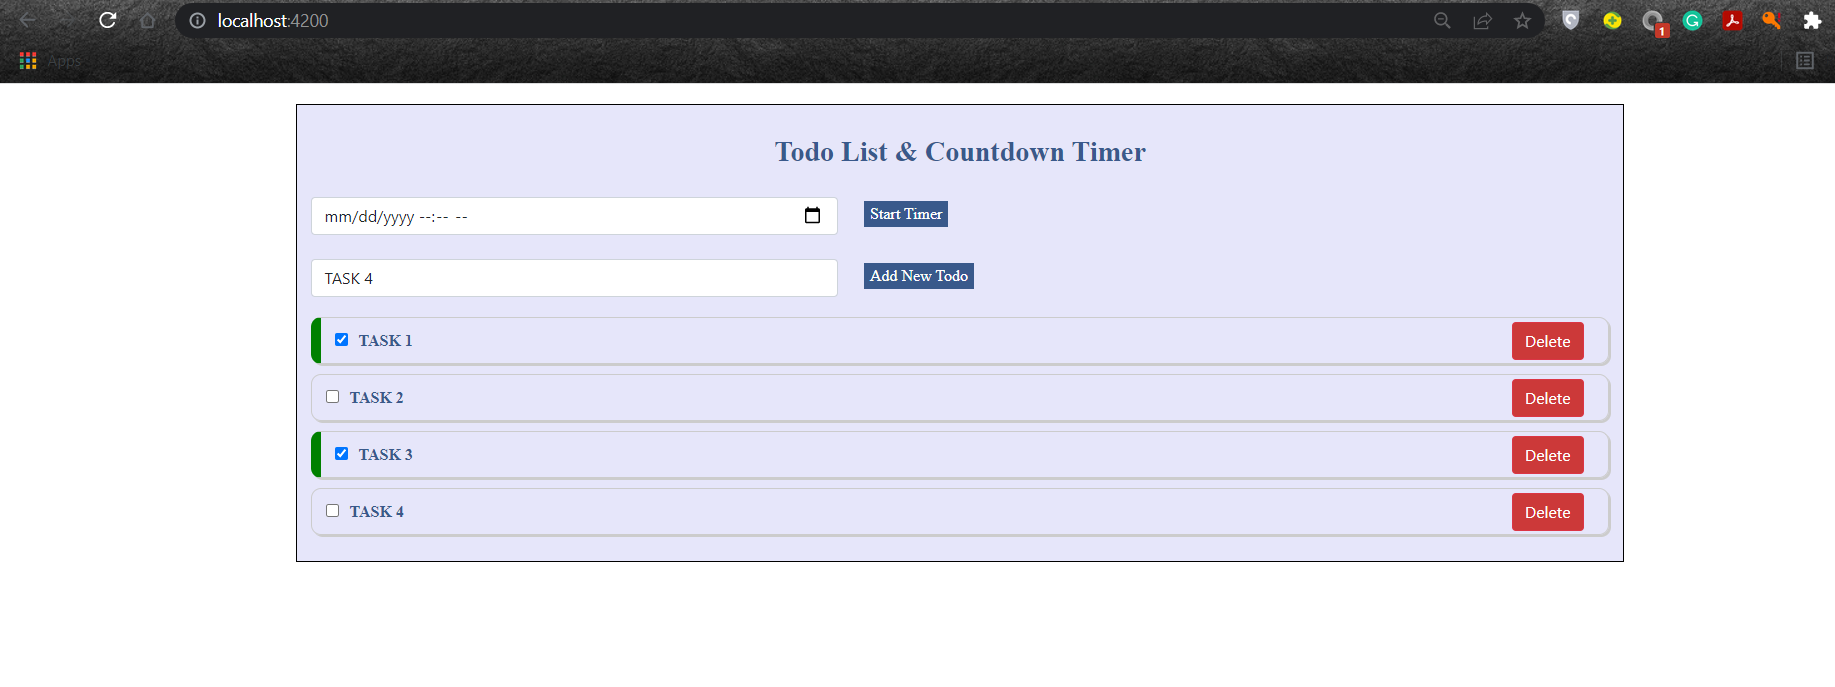 localhost:4200
1
Apps
Todo List & Countdown Timer
mm/dd/yyyy --:-- --
Start Timer
TASK 4
Add New Todo
TASK 1 Delete
TASK 2 Delete
TASK 3 Delete
TASK 4 Delete